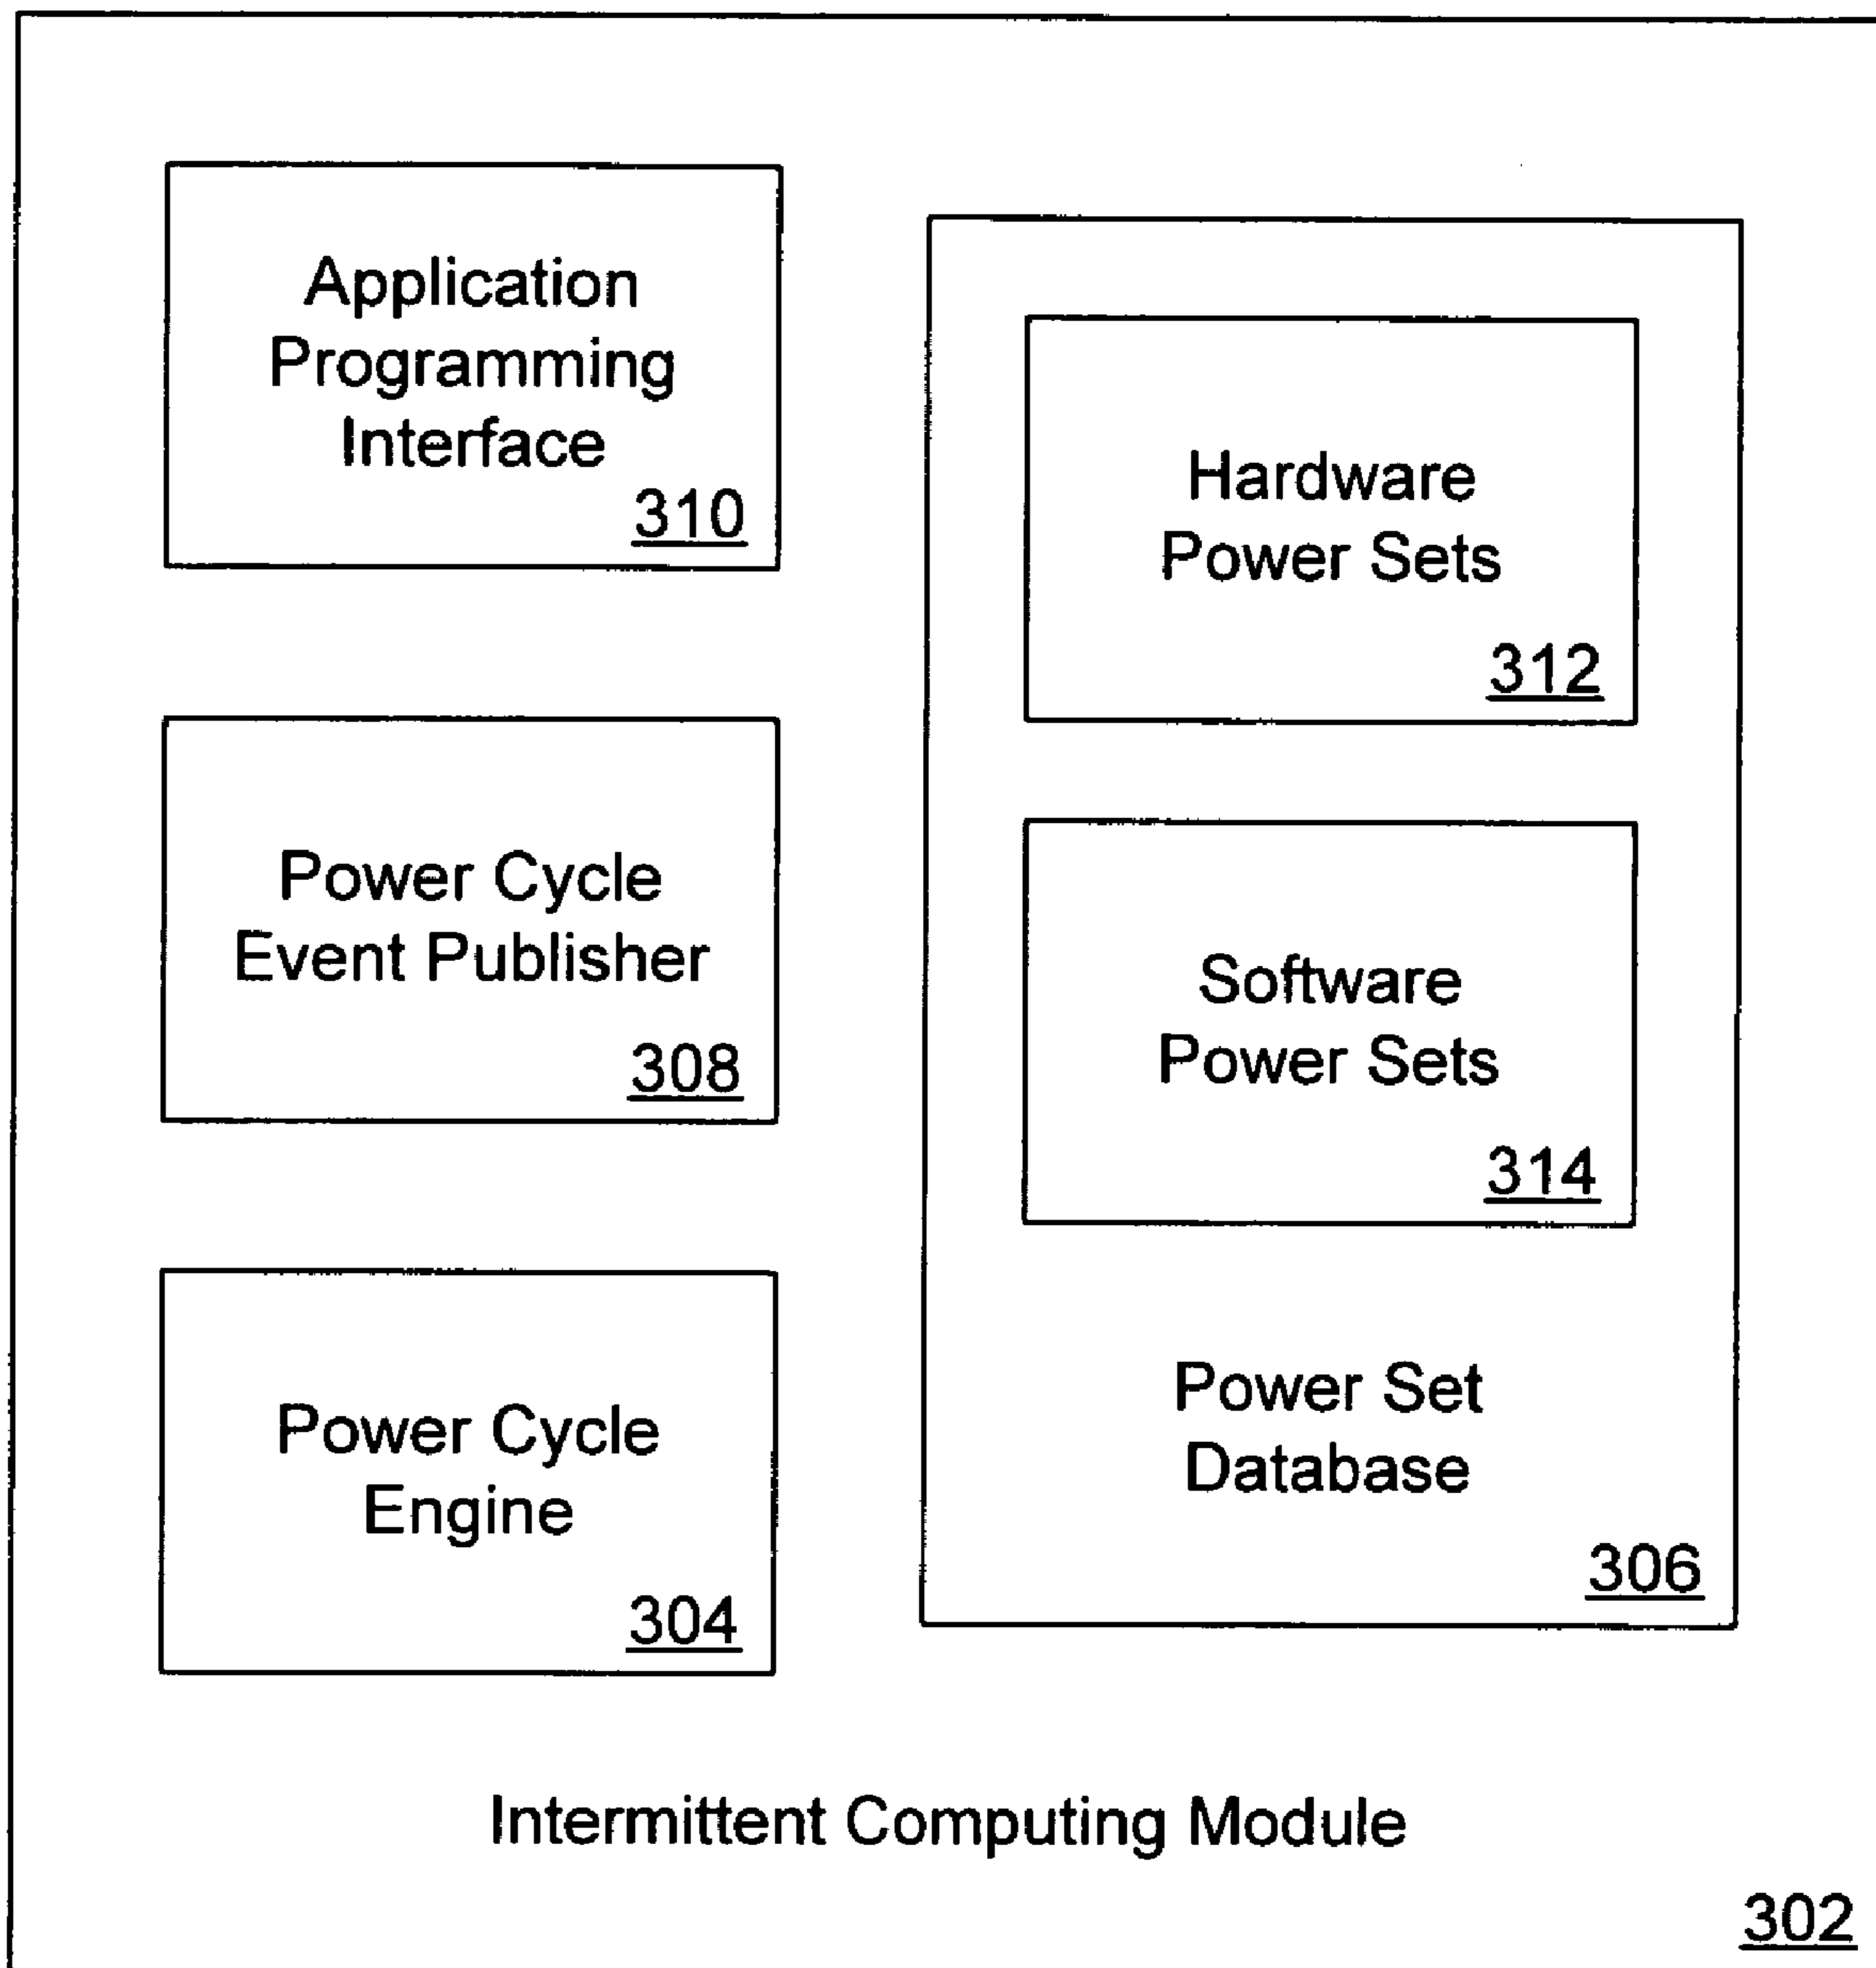 Application
Programming
Interface
310
Power Cycle
Event Publisher
308
Power Cycle
Engine
304
Hardware
Power Sets
312
Software
Power Sets
314
Power Set
Database
306
Intermittent Computing Module
302